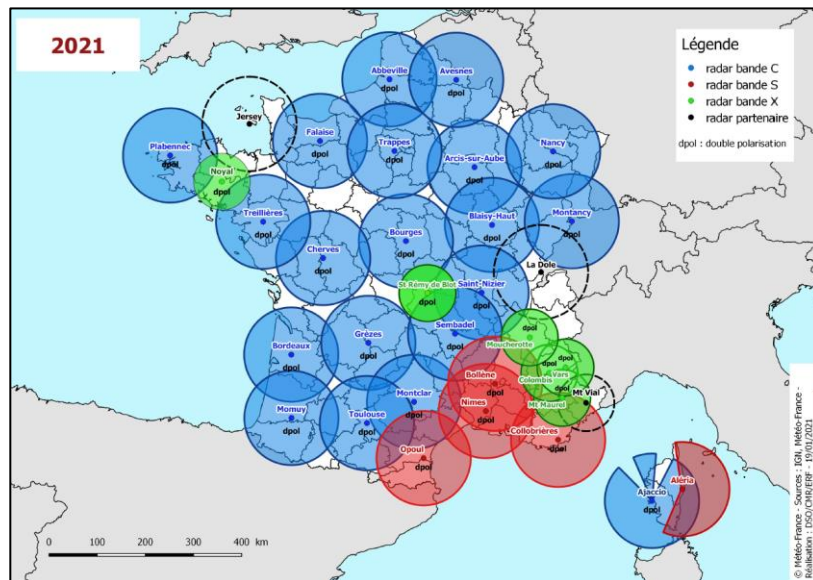 2021
Légende
radar bande C
radar bande S
radar bande X
radar partenaire
dpol : double polarisation
Abbeville
dpol
Avesnes
dpol
Jersey
Plabennec
dpol
Falaise
dpol
Trappes
dpol
Arcis-sur-Aube
dpol
Nancy
dpol
Noyal
dpol
Treillières
dpol
Bourges
dpol
Blaisy-Haut
dpol
Montancy
dpol
Cherves
dpol
La Dole
St Rémy de Blot
dpol
Saint-Nizier
dpol
Grèzes
dpol
Sembadel
dpol
dpol
Moucherotte
Bordeaux
dpol
dpol
Vars
Colombis
dpol
Bollène
dpol
Mt Vial
Montclar
dpol
Nîmes
dpol
Mt Maurel
Momuy
dpol
Toulouse
dpol
Collobrières
dpol
Opoul
dpol
Ajaccio
dpol
Aléria
dpol
0 100 200 300 400 km
© Météo-France - Sources : IGN, Météo-France -
Réalisation : DSO/CMR/ERF - 19/01/2021